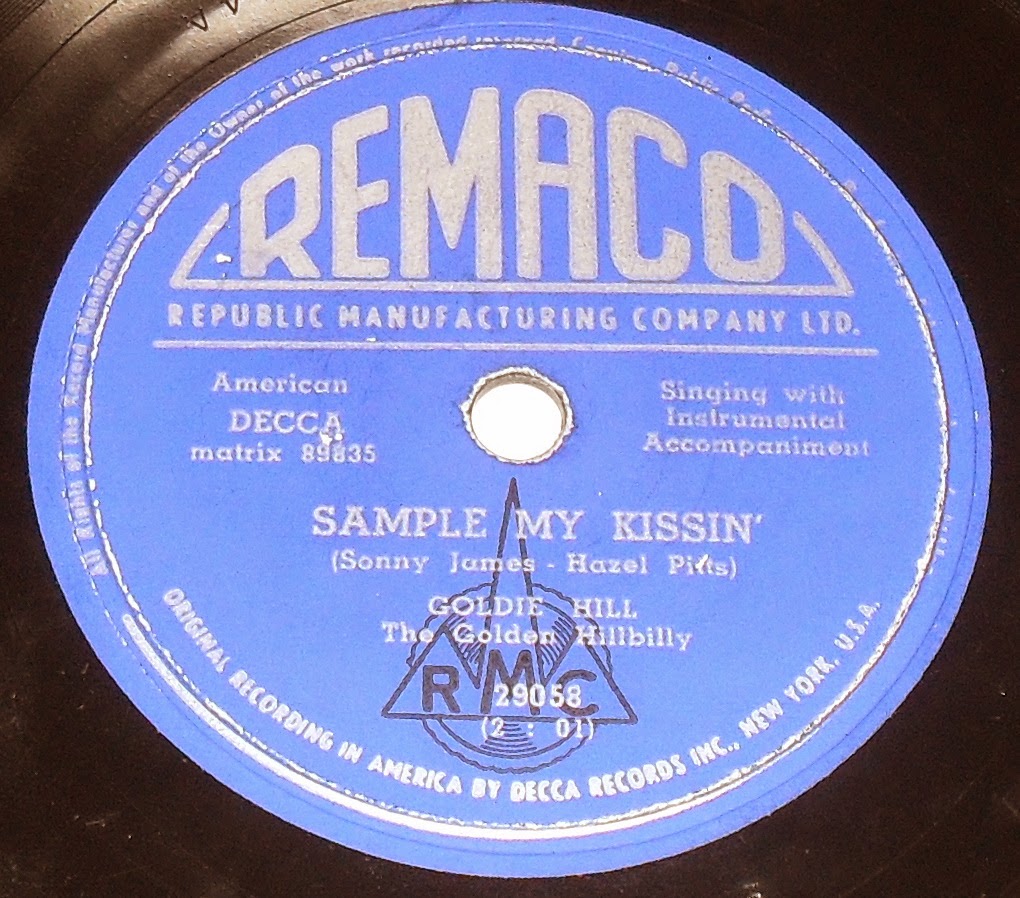 All Rights of the Record Manufacturer and of the Owner of the work recorded reserved.
REMACO
REPUBLIC MANUFACTURING COMPANY LTD.
American
DECCA
matrix 89835
Singing with
Instrumental
Accompaniment
SAMPLE MY KISSIN'
(Sonny James - Hazel Pitts)
GOLDIE HILL
The Golden Hillbilly
RMC
29058
(2 : 01)
ORIGINAL RECORDING IN AMERICA BY DECCA RECORDS INC., NEW YORK, U.S.A.